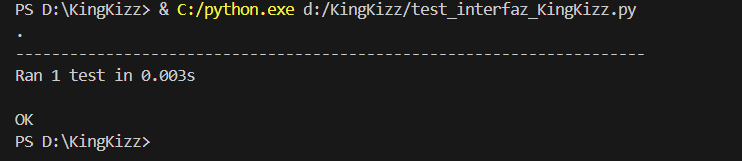 PS D:\KingKizz> & C:/python.exe d:/KingKizz/test_interfaz_KingKizz.py
.
----------------------------------------------------------------------
Ran 1 test in 0.003s
OK
PS D:\KingKizz>